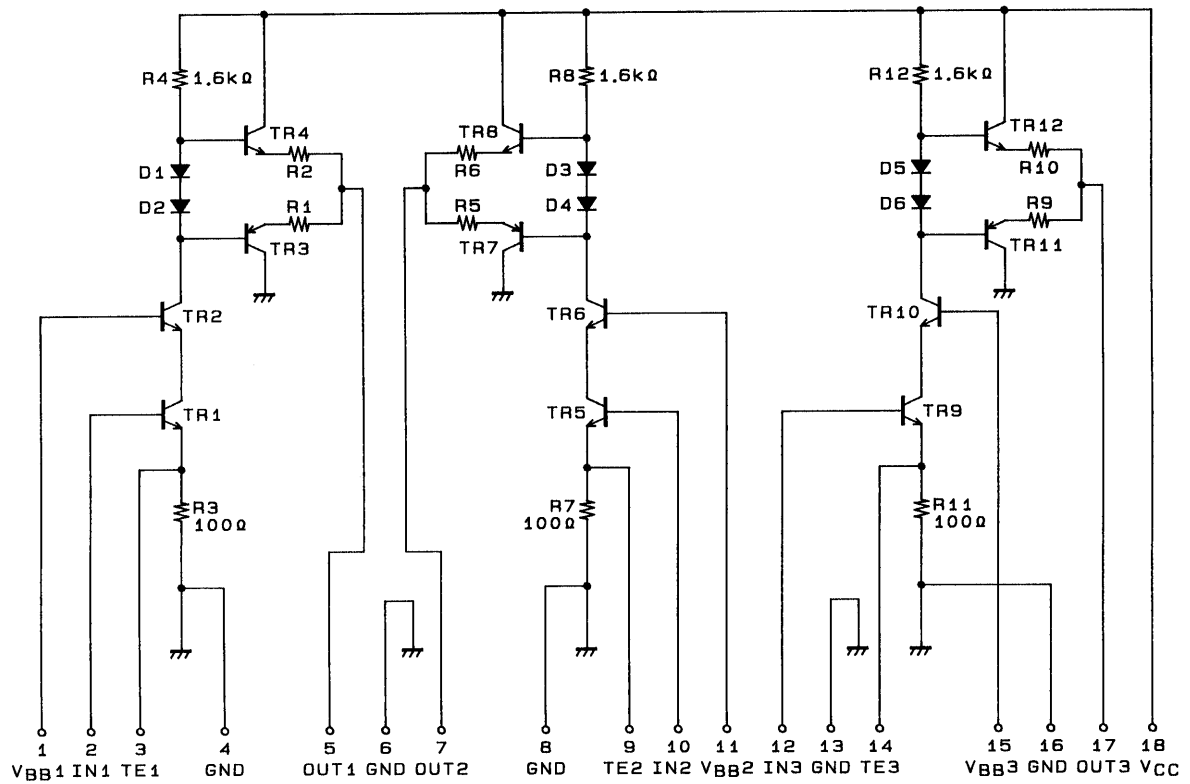 R4 1.6kΩ R8 1.6kΩ R12 1.6kΩ
TR4 TR8 TR12
D1 R2 R6 D3 D5 R10
D2 R1 R5 D4 D6 R9
TR3 TR7 TR11
TR2 TR6 TR10
TR1 TR5 TR9
R3 100Ω R7 100Ω R11 100Ω
1 2 3 4 5 6 7 8 9 10 11 12 13 14 15 16 17 18
VBB1 IN1 TE1 GND OUT1 GND OUT2 GND TE2 IN2 VBB2 IN3 GND TE3 VBB3 GND OUT3 VCC